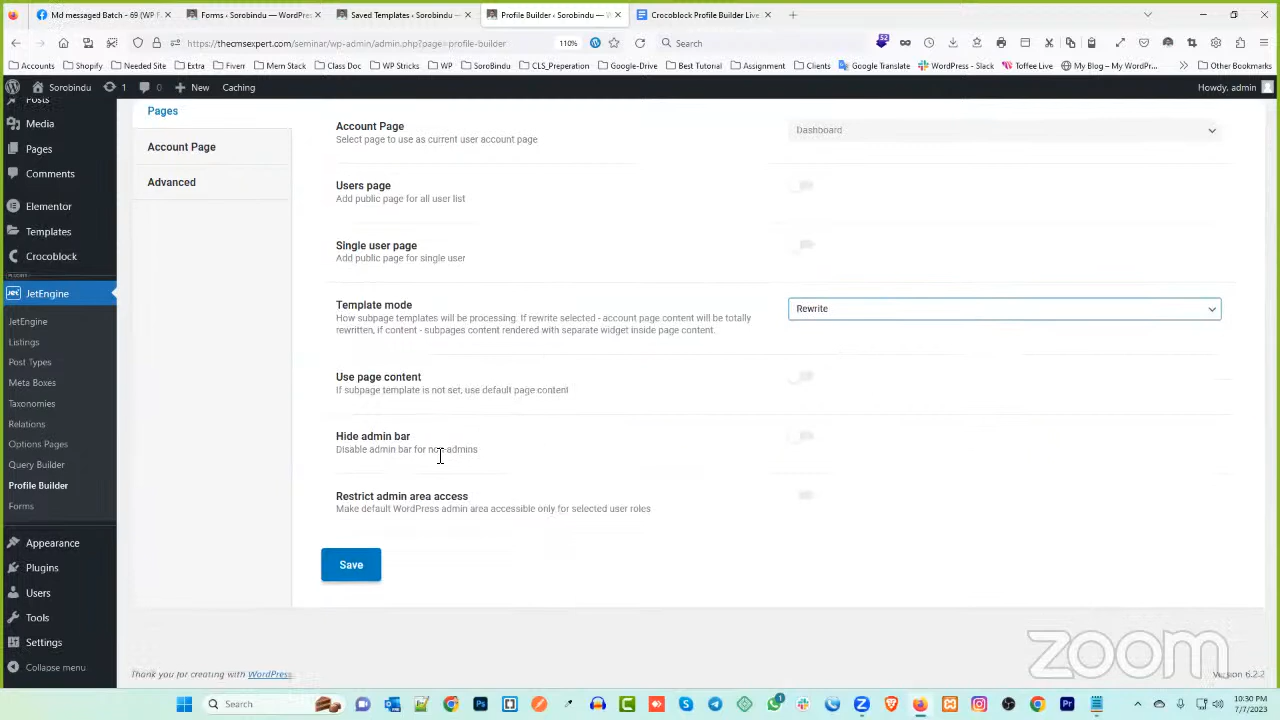 Md messaged Batch - 69 (WP F
Forms ‹ Sorobindu — WordPress
Saved Templates ‹ Sorobindu —
Profile Builder ‹ Sorobindu — W
Crocoblock Profile Builder Live
https://thecmsexpert.com/seminar/wp-admin/admin.php?page=profile-builder
110%
Search
52
Accounts
Shopify
Needed Site
Extra
Fiverr
Mern Stack
Class Doc
WP Stricks
WP
SoroBindu
CLS_Preperation
Google-Drive
Best Tutorial
Assignment
Clients
Google Translate
WordPress - Slack
Toffee Live
My Blog – My WordPr...
Other Bookmarks
Sorobindu
1
New
Caching
Howdy, admin
Posts
Media
Pages
Comments
Elementor
Templates
Crocoblock
JetEngine
JetEngine
Listings
Post Types
Meta Boxes
Taxonomies
Relations
Options Pages
Query Builder
Profile Builder
Forms
Appearance
Plugins
Users
Tools
Settings
Collapse menu
Pages
Account Page
Advanced
Account Page
Select page to use as current user account page
Dashboard
Users page
Add public page for all user list
Single user page
Add public page for single user
Template mode
How subpage templates will be processing. If rewrite selected - account page content will be totally
rewritten, if content - subpages content rendered with separate widget inside page content.
Rewrite
Use page content
If subpage template is not set, use default page content
Hide admin bar
Disable admin bar for non-admins
Restrict admin area access
Make default WordPress admin area accessible only for selected user roles
Save
Thank you for creating with WordPress
Version 6.2.2
zoom
Search
1
10:30 PM
7/7/2023